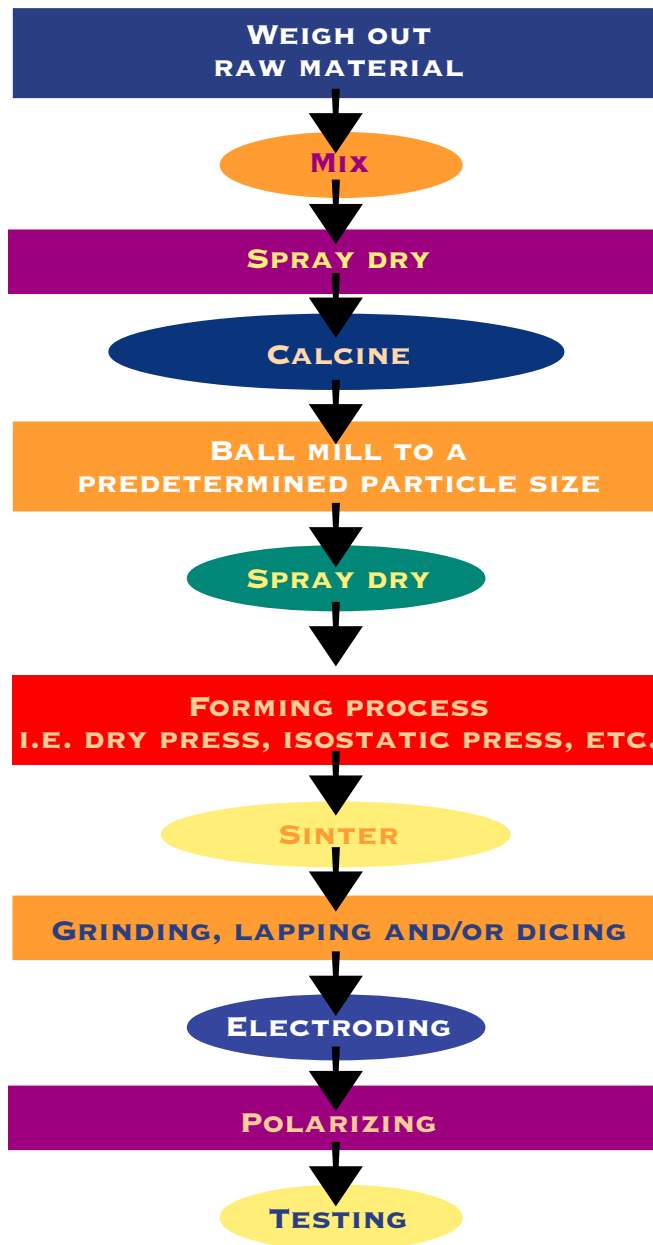 Weigh out
raw material
Mix
Spray dry
Calcine
Ball mill to a
predetermined particle size
Spray dry
Forming process
i.e. dry press, isostatic press, etc.
Sinter
Grinding, lapping and/or dicing
Electroding
Polarizing
Testing